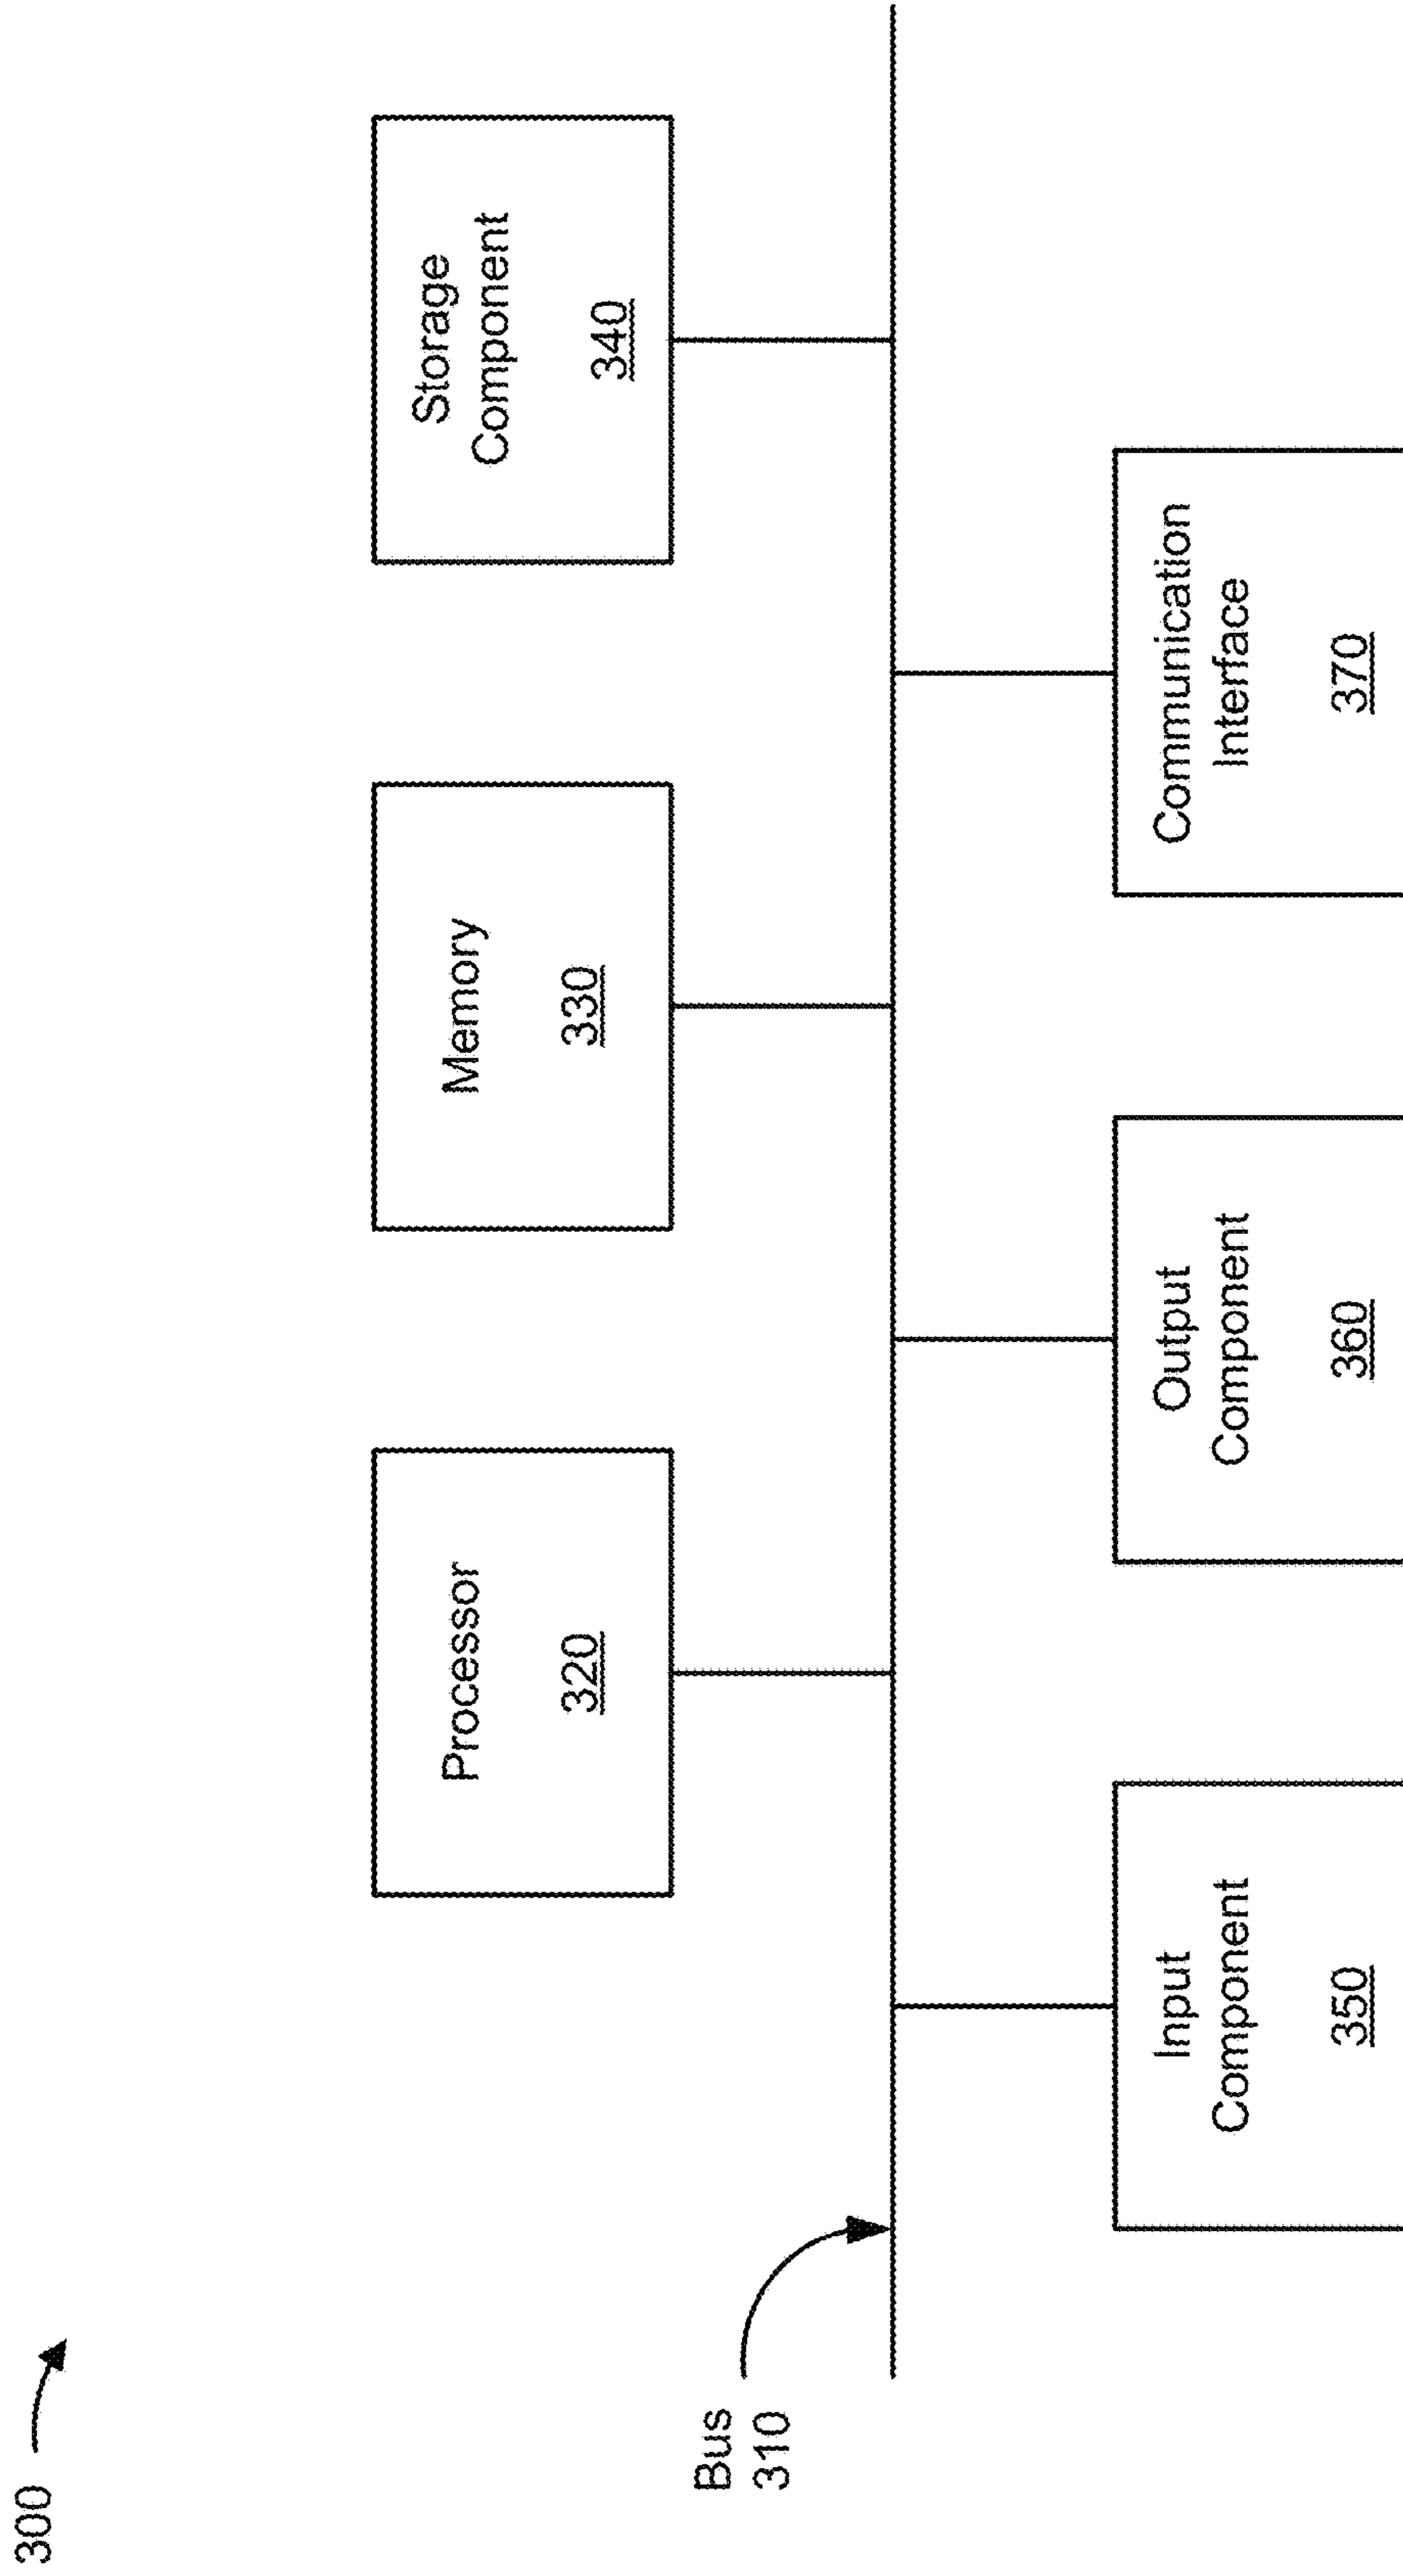 300
Processor
320
Memory
330
Storage
Component
340
Bus
310
Input
Component
350
Output
Component
360
Communication
Interface
370